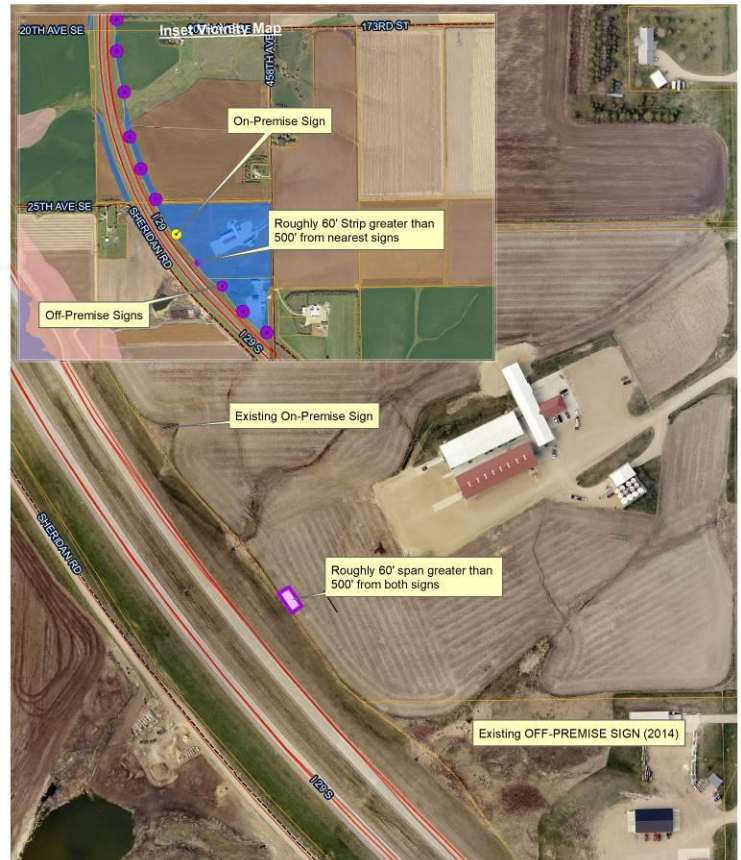 Inset Vicinity Map
20TH AVE SE
173RD ST
458TH AVE
On-Premise Sign
25TH AVE SE
I 29
SHERIDAN RD
Roughly 60' Strip greater than
500' from nearest signs
Off-Premise Signs
I 29 S
Existing On-Premise Sign
SHERIDAN RD
Roughly 60' span greater than
500' from both signs
Existing OFF-PREMISE SIGN (2014)
I 29 S